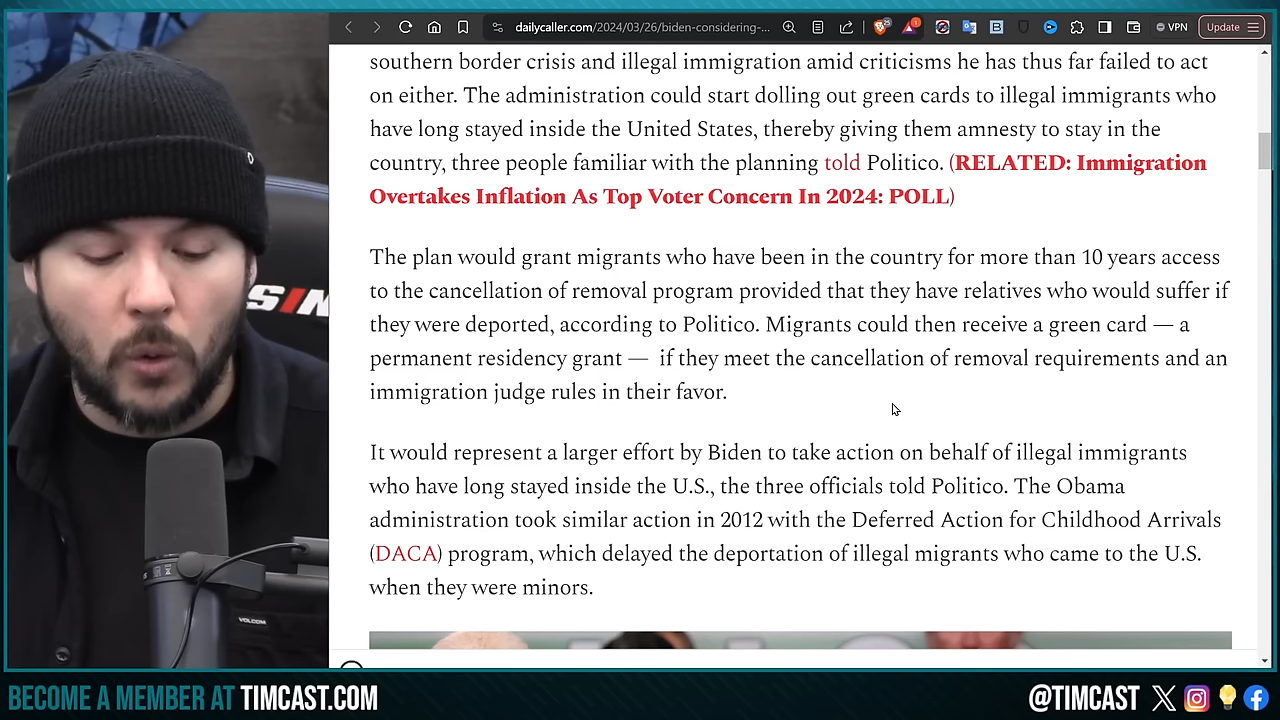 dailycaller.com/2024/03/26/biden-considering-...
VPN
Update
southern border crisis and illegal immigration amid criticisms he has thus far failed to act
on either. The administration could start dolling out green cards to illegal immigrants who
have long stayed inside the United States, thereby giving them amnesty to stay in the
country, three people familiar with the planning told Politico. (RELATED: Immigration
Overtakes Inflation As Top Voter Concern In 2024: POLL)
The plan would grant migrants who have been in the country for more than 10 years access
to the cancellation of removal program provided that they have relatives who would suffer if
they were deported, according to Politico. Migrants could then receive a green card — a
permanent residency grant — if they meet the cancellation of removal requirements and an
immigration judge rules in their favor.
It would represent a larger effort by Biden to take action on behalf of illegal immigrants
who have long stayed inside the U.S., the three officials told Politico. The Obama
administration took similar action in 2012 with the Deferred Action for Childhood Arrivals
(DACA) program, which delayed the deportation of illegal migrants who came to the U.S.
when they were minors.
VOLCOM
BECOME A MEMBER AT TIMCAST.COM
@TIMCAST